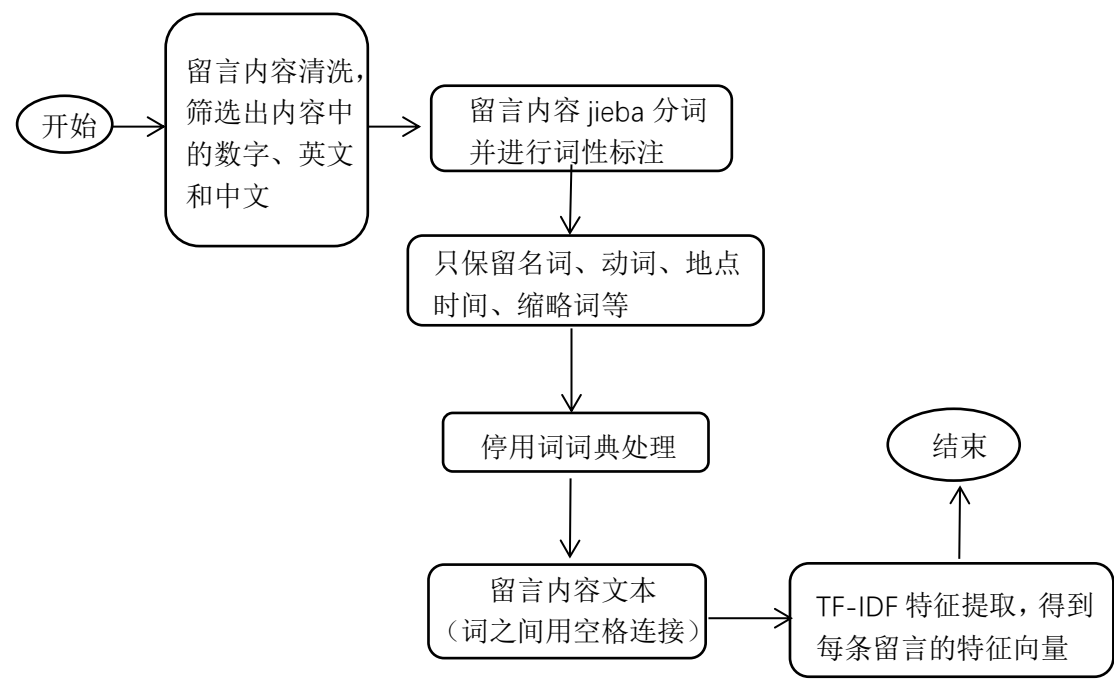 开始
留言内容清洗，
筛选出内容中
的数字、英文
和中文
留言内容 jieba 分词
并进行词性标注
只保留名词、动词、地点
时间、缩略词等
停用词词典处理
结束
留言内容文本
（词之间用空格连接）
TF-IDF 特征提取，得到
每条留言的特征向量